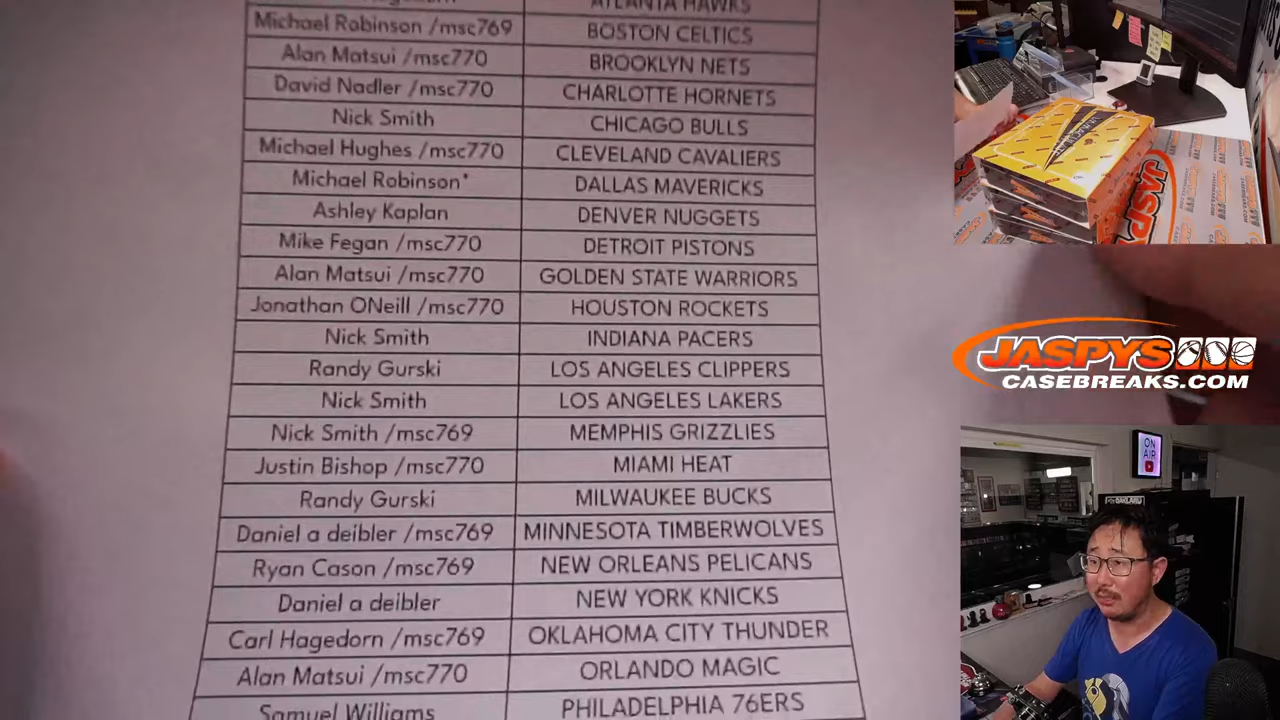 ATLANTA HAWKS
Michael Robinson /msc769 BOSTON CELTICS
Alan Matsui /msc770 BROOKLYN NETS
David Nadler /msc770 CHARLOTTE HORNETS
Nick Smith CHICAGO BULLS
Michael Hughes /msc770 CLEVELAND CAVALIERS
Michael Robinson* DALLAS MAVERICKS
Ashley Kaplan DENVER NUGGETS
Mike Fegan /msc770 DETROIT PISTONS
Alan Matsui /msc770 GOLDEN STATE WARRIORS
Jonathan ONeill /msc770 HOUSTON ROCKETS
Nick Smith INDIANA PACERS
Randy Gurski LOS ANGELES CLIPPERS
Nick Smith LOS ANGELES LAKERS
Nick Smith /msc769 MEMPHIS GRIZZLIES
Justin Bishop /msc770 MIAMI HEAT
Randy Gurski MILWAUKEE BUCKS
Daniel a deibler /msc769 MINNESOTA TIMBERWOLVES
Ryan Cason /msc769 NEW ORLEANS PELICANS
Daniel a deibler NEW YORK KNICKS
Carl Hagedorn /msc769 OKLAHOMA CITY THUNDER
Alan Matsui /msc770 ORLANDO MAGIC
Samuel Williams PHILADELPHIA 76ERS
JASPYS
CASEBREAKS.COM
ON
AIR
OAKLAND